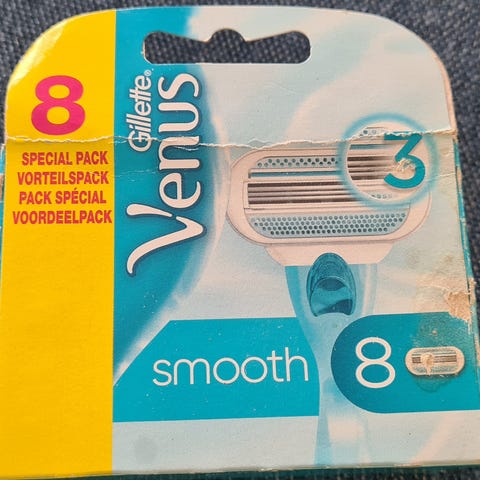 8
SPECIAL PACK
VORTEILSPACK
PACK SPÉCIAL
VOORDEELPACK
Gillette®
Venus
3
smooth
8